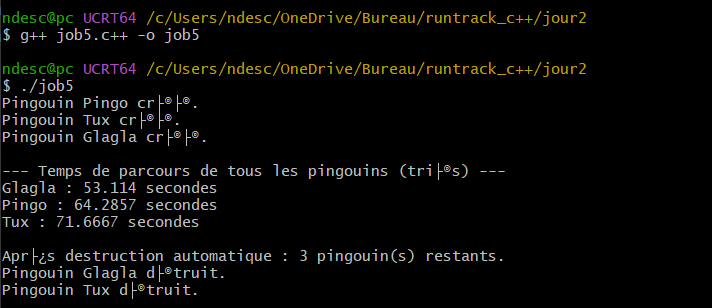 ndesc@pc UCRT64 /c/Users/ndesc/OneDrive/Bureau/runtrack_c++/jour2
$ g++ job5.c++ -o job5
ndesc@pc UCRT64 /c/Users/ndesc/OneDrive/Bureau/runtrack_c++/jour2
$ ./job5
Pingouin Pingo cr├®├®.
Pingouin Tux cr├®├®.
Pingouin Glagla cr├®├®.
--- Temps de parcours de tous les pingouins (tri├®s) ---
Glagla : 53.114 secondes
Pingo : 64.2857 secondes
Tux : 71.6667 secondes
Apr├¿s destruction automatique : 3 pingouin(s) restants.
Pingouin Glagla d├®truit.
Pingouin Tux d├®truit.